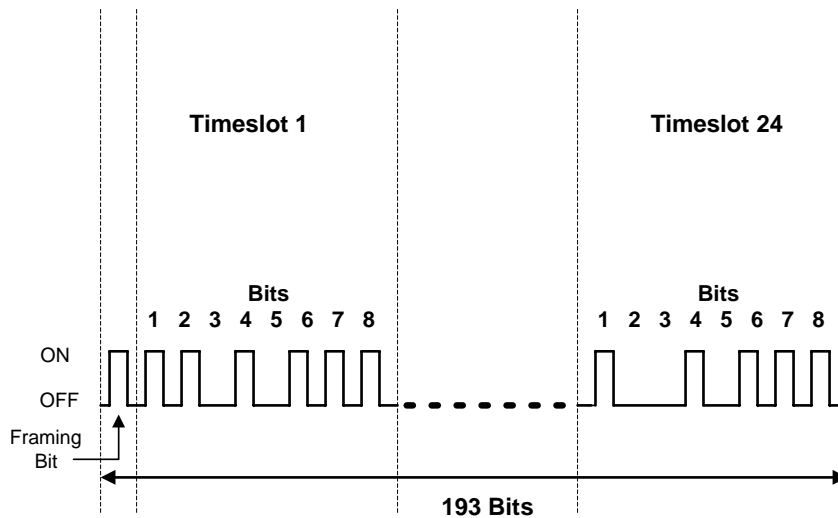 Timeslot 1
Timeslot 24
Bits
Bits
1 2 3 4 5 6 7 8
1 2 3 4 5 6 7 8
ON
OFF
Framing
Bit
193 Bits